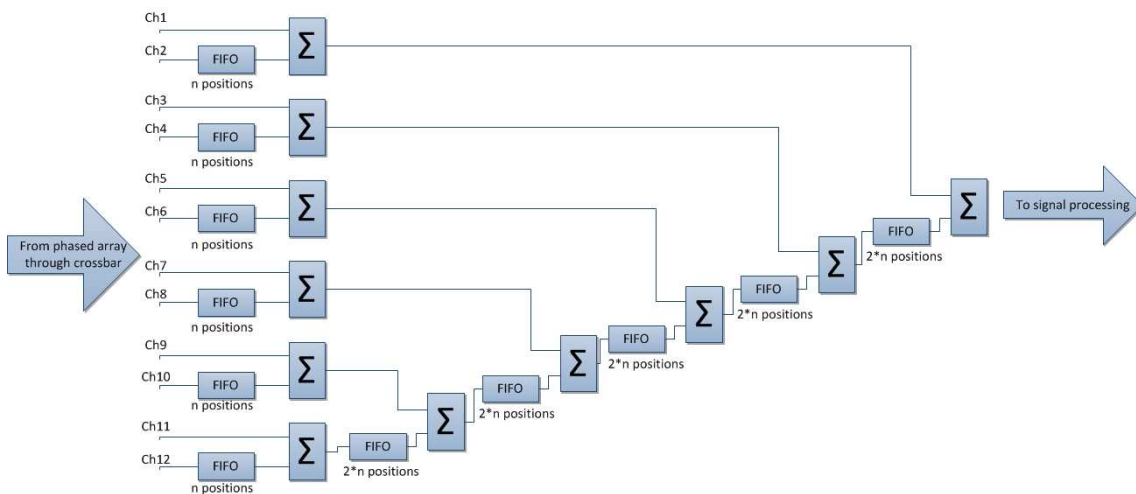 Ch1
Σ
Ch2
FIFO
n positions
Ch3
Σ
Ch4
FIFO
n positions
Ch5
Σ
Ch6
FIFO
n positions
From phased array
through crossbar
Ch7
Σ
Ch8
FIFO
n positions
Ch9
Σ
Ch10
FIFO
n positions
Ch11
Σ
Ch12
FIFO
n positions
FIFO
2*n positions
Σ
FIFO
2*n positions
Σ
FIFO
2*n positions
Σ
FIFO
2*n positions
Σ
FIFO
2*n positions
Σ
To signal processing